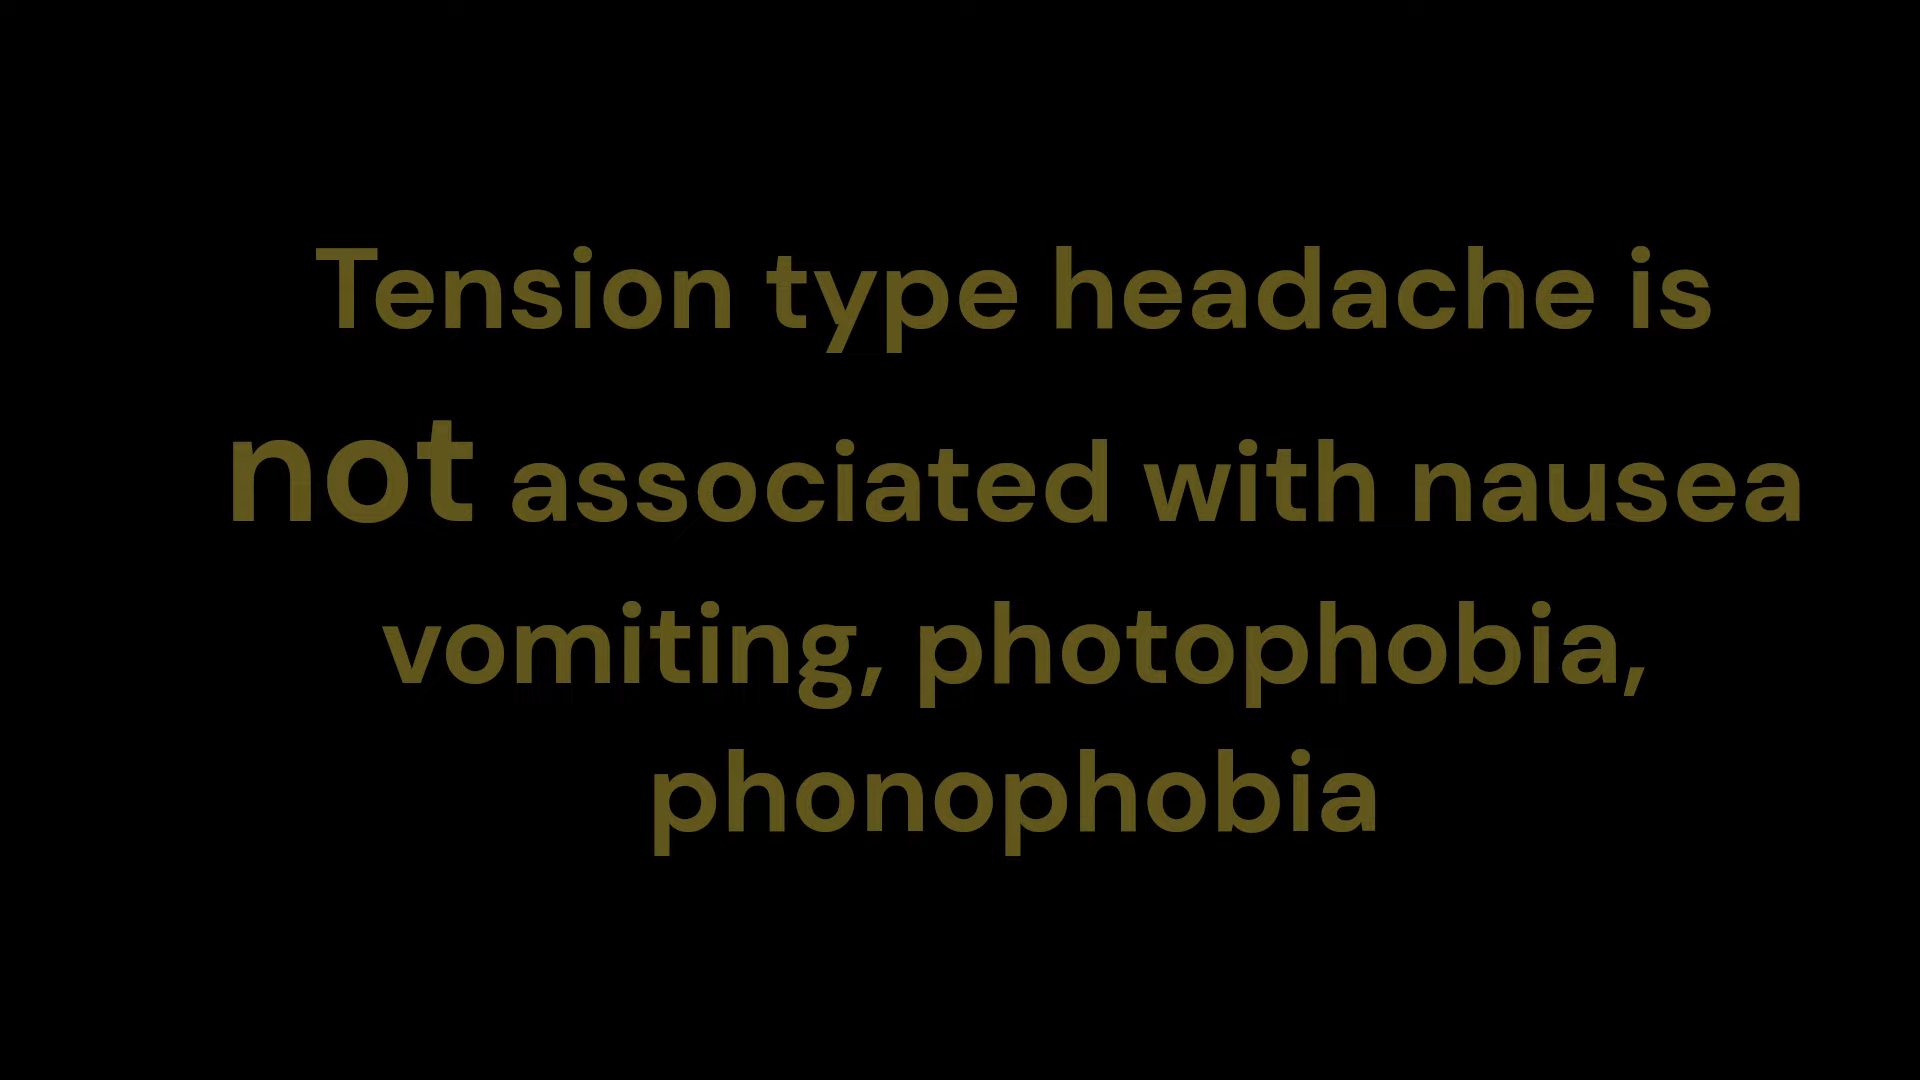 Tension type headache is
not associated with nausea
vomiting, photophobia,
phonophobia